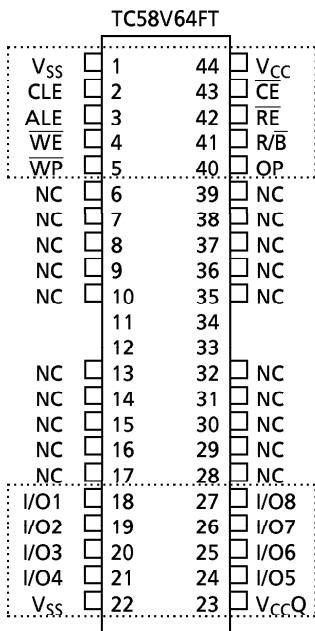 TC58V64FT
VSS 1 44 VCC
CLE 2 43 C̅E̅
ALE 3 42 R̅E̅
W̅E̅ 4 41 R/B̅
W̅P̅ 5 40 OP
NC 6 39 NC
NC 7 38 NC
NC 8 37 NC
NC 9 36 NC
NC 10 35 NC
11 34
12 33
NC 13 32 NC
NC 14 31 NC
NC 15 30 NC
NC 16 29 NC
NC 17 28 NC
I/O1 18 27 I/O8
I/O2 19 26 I/O7
I/O3 20 25 I/O6
I/O4 21 24 I/O5
VSS 22 23 VCCQ